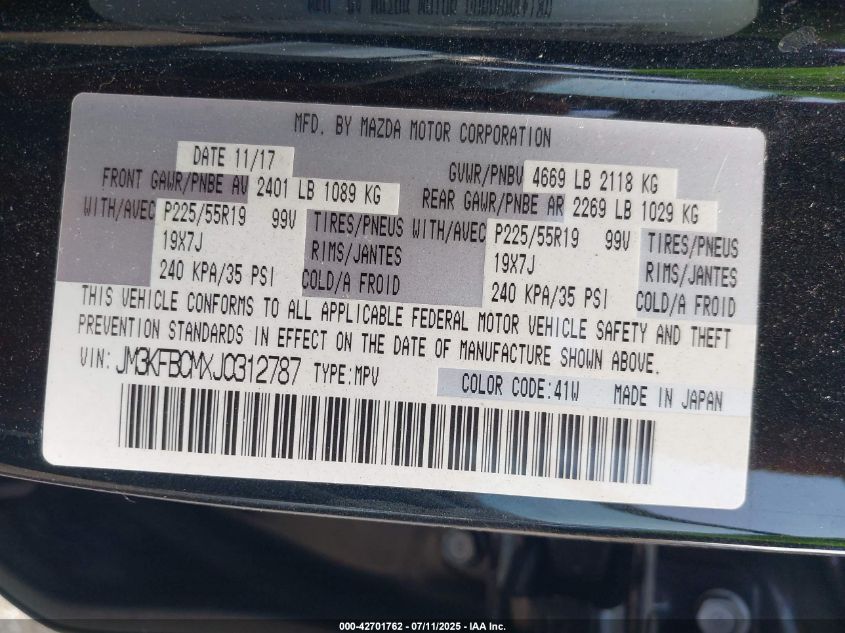 MFD. BY MAZDA MOTOR CORPORATION
DATE 11/17 GVWR/PNBV 4669 LB 2118 KG
FRONT GAWR/PNBE AV 2401 LB 1089 KG REAR GAWR/PNBE AR 2269 LB 1029 KG
WITH/AVEC P225/55R19 99V TIRES/PNEUS WITH/AVEC P225/55R19 99V TIRES/PNEUS
19X7J RIMS/JANTES 19X7J RIMS/JANTES
240 KPA/35 PSI COLD/A FROID 240 KPA/35 PSI COLD/A FROID
THIS VEHICLE CONFORMS TO ALL APPLICABLE FEDERAL MOTOR VEHICLE SAFETY AND THEFT
PREVENTION STANDARDS IN EFFECT ON THE DATE OF MANUFACTURE SHOWN ABOVE.
VIN: JM3KFBCMXJ0312787 TYPE:MPV COLOR CODE:41W MADE IN JAPAN
000-42701762 - 07/11/2025 - IAA Inc.